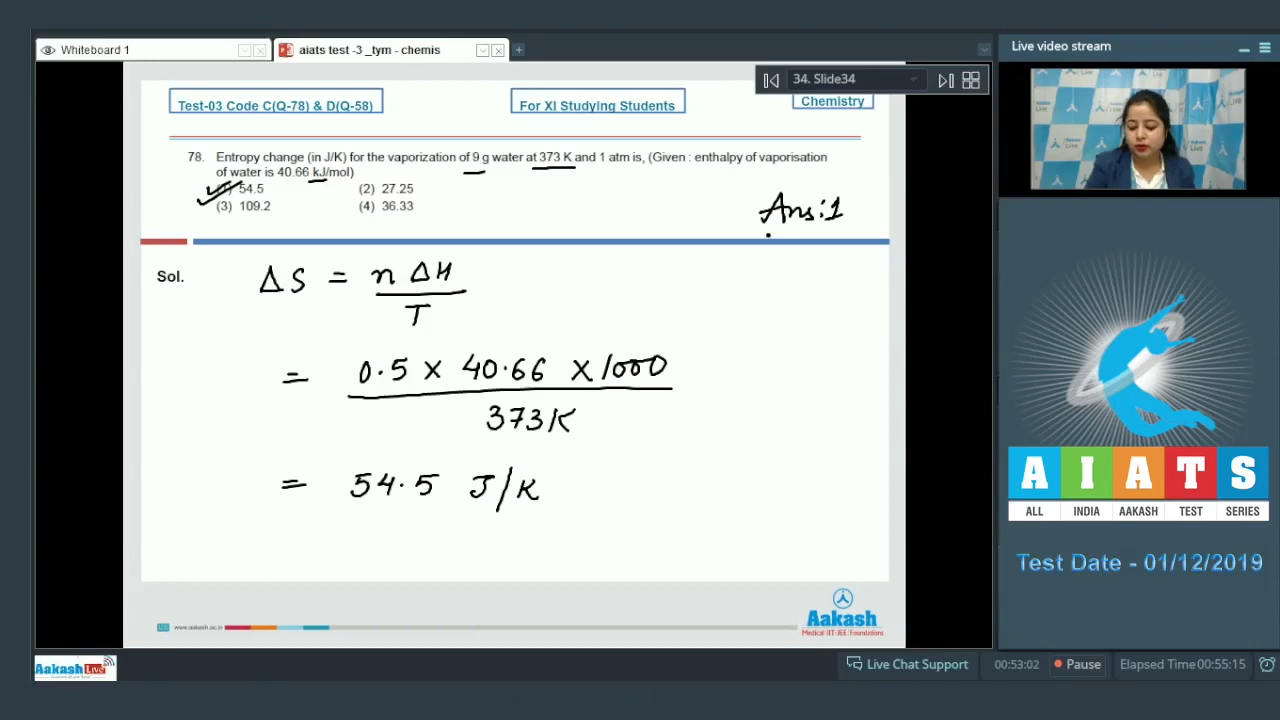 Whiteboard 1
aiats test -3 _tym - chemis
Live video stream
34. Slide34
Test-03 Code C(Q-78) & D(Q-58)
For XI Studying Students
Chemistry
78. Entropy change (in J/K) for the vaporization of 9 g water at 373 K and 1 atm is, (Given : enthalpy of vaporisation
of water is 40.66 kJ/mol)
54.5 (2) 27.25
(3) 109.2 (4) 36.33
Ans:1
Sol. ΔS = n ΔH
T
= 0.5 × 40.66 × 1000
373K
= 54.5 J/K
A I A T S
ALL INDIA AAKASH TEST SERIES
Test Date - 01/12/2019
www.aakash.ac.in
Aakash
Medical|IIT-JEE|Foundations
Aakash Live
Live Chat Support
00:53:02
Pause
Elapsed Time 00:55:15